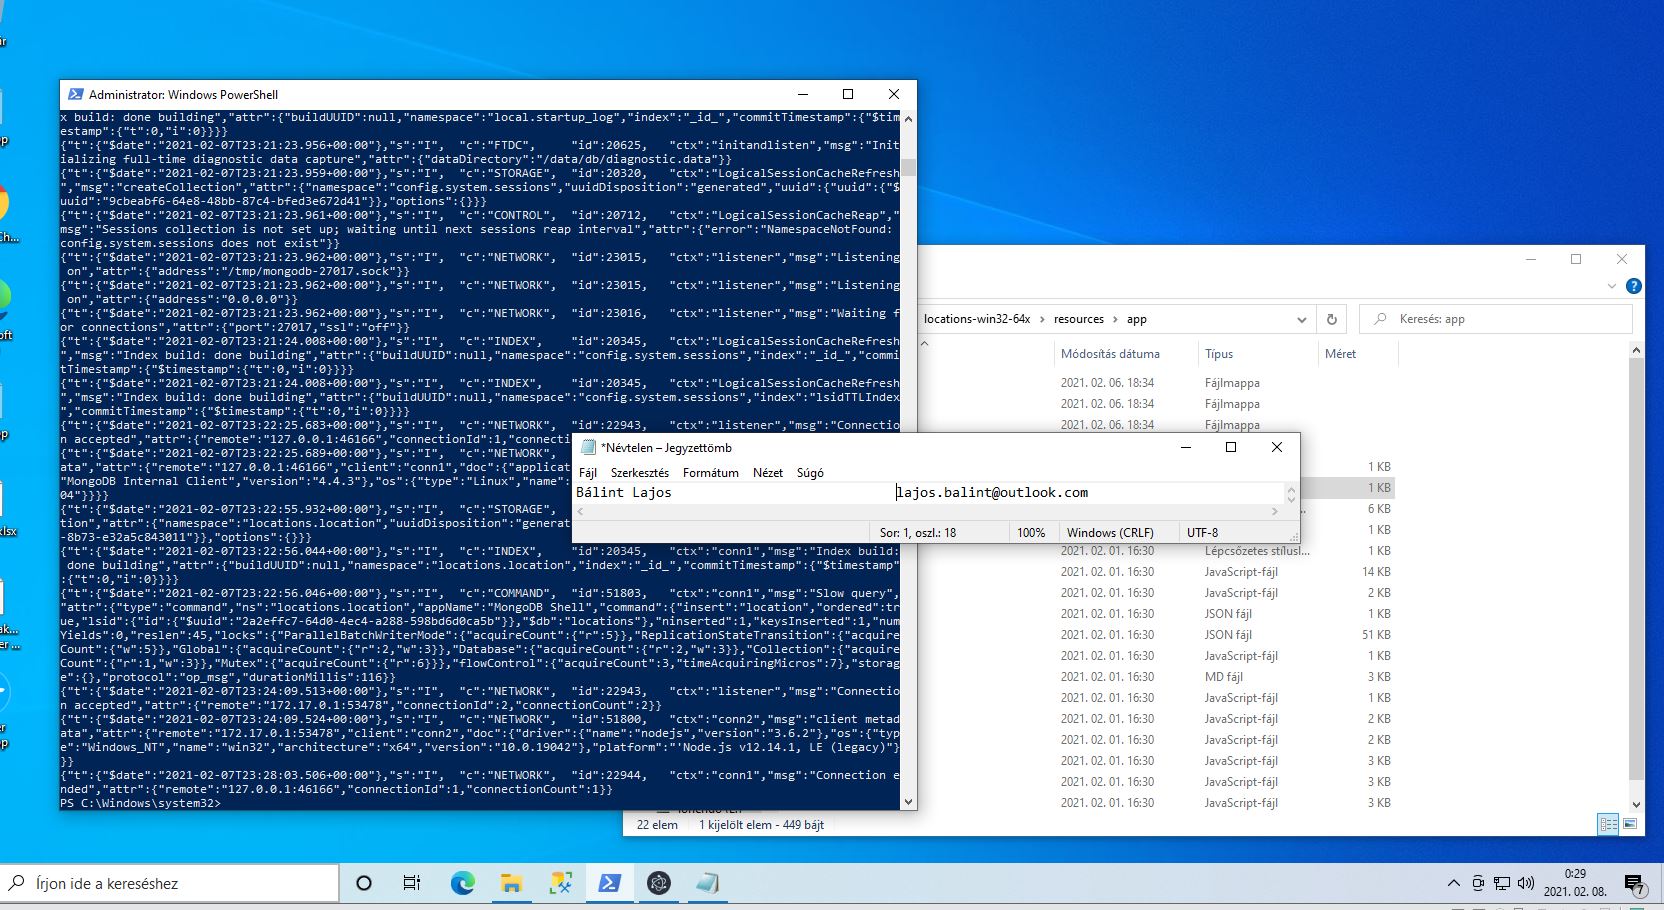 Administrator: Windows PowerShell
x build: done building","attr":{"buildUUID":null,"namespace":"local.startup_log","index":"_id_","commitTimestamp":{"$tim
estamp":{"t":0,"i":0}}}}
{"t":{"$date":"2021-02-07T23:21:23.956+00:00"},"s":"I",  "c":"FTDC",     "id":20625,   "ctx":"initandlisten","msg":"Init
ializing full-time diagnostic data capture","attr":{"dataDirectory":"/data/db/diagnostic.data"}}
{"t":{"$date":"2021-02-07T23:21:23.959+00:00"},"s":"I",  "c":"STORAGE",  "id":20320,   "ctx":"LogicalSessionCacheRefresh
","msg":"createCollection","attr":{"namespace":"config.system.sessions","uuidDisposition":"generated","uuid":{"uuid":{"$
uuid":"9cbeabf6-64e8-48bb-87c4-bfed3e672d41"}},"options":{}}}
{"t":{"$date":"2021-02-07T23:21:23.961+00:00"},"s":"I",  "c":"CONTROL",  "id":20712,   "ctx":"LogicalSessionCacheReap","
msg":"Sessions collection is not set up; waiting until next sessions reap interval","attr":{"error":"NamespaceNotFound:
config.system.sessions does not exist"}}
{"t":{"$date":"2021-02-07T23:21:23.962+00:00"},"s":"I",  "c":"NETWORK",  "id":23015,   "ctx":"listener","msg":"Listening
 on","attr":{"address":"/tmp/mongodb-27017.sock"}}
{"t":{"$date":"2021-02-07T23:21:23.962+00:00"},"s":"I",  "c":"NETWORK",  "id":23015,   "ctx":"listener","msg":"Listening
 on","attr":{"address":"0.0.0.0"}}
{"t":{"$date":"2021-02-07T23:21:23.962+00:00"},"s":"I",  "c":"NETWORK",  "id":23016,   "ctx":"listener","msg":"Waiting f
or connections","attr":{"port":27017,"ssl":"off"}}
{"t":{"$date":"2021-02-07T23:21:24.008+00:00"},"s":"I",  "c":"INDEX",    "id":20345,   "ctx":"LogicalSessionCacheRefresh
","msg":"Index build: done building","attr":{"buildUUID":null,"namespace":"config.system.sessions","index":"_id_","commi
tTimestamp":{"$timestamp":{"t":0,"i":0}}}}
{"t":{"$date":"2021-02-07T23:21:24.008+00:00"},"s":"I",  "c":"INDEX",    "id":20345,   "ctx":"LogicalSessionCacheRefresh
","msg":"Index build: done building","attr":{"buildUUID":null,"namespace":"config.system.sessions","index":"lsidTTLIndex
","commitTimestamp":{"$timestamp":{"t":0,"i":0}}}}
{"t":{"$date":"2021-02-07T23:22:25.683+00:00"},"s":"I",  "c":"NETWORK",  "id":22943,   "ctx":"listener","msg":"Connectio
n accepted","attr":{"remote":"127.0.0.1:46166","connectionId":1,"connecti
{"t":{"$date":"2021-02-07T23:22:25.689+00:00"},"s":"I",  "c":"NETWORK",
ata","attr":{"remote":"127.0.0.1:46166","client":"conn1","doc":{"applicat
"MongoDB Internal Client","version":"4.4.3"},"os":{"type":"Linux","name":
04"}}}}
{"t":{"$date":"2021-02-07T23:22:55.932+00:00"},"s":"I",  "c":"STORAGE",
tion","attr":{"namespace":"locations.location","uuidDisposition":"generat
-8b73-e32a5c843011"}},"options":{}}}
{"t":{"$date":"2021-02-07T23:22:56.044+00:00"},"s":"I",  "c":"INDEX",    "id":20345,   "ctx":"conn1","msg":"Index build:
 done building","attr":{"buildUUID":null,"namespace":"locations.location","index":"_id_","commitTimestamp":{"$timestamp"
:{"t":0,"i":0}}}}
{"t":{"$date":"2021-02-07T23:22:56.046+00:00"},"s":"I",  "c":"COMMAND",  "id":51803,   "ctx":"conn1","msg":"Slow query",
"attr":{"type":"command","ns":"locations.location","appName":"MongoDB Shell","command":{"insert":"location","ordered":tr
ue,"lsid":{"id":{"$uuid":"2a2effc7-64d0-4ec4-a288-598bd6d0ca5b"}},"$db":"locations"},"ninserted":1,"keysInserted":1,"num
Yields":0,"reslen":45,"locks":{"ParallelBatchWriterMode":{"acquireCount":{"r":5}},"ReplicationStateTransition":{"acquire
Count":{"w":5}},"Global":{"acquireCount":{"r":2,"w":3}},"Database":{"acquireCount":{"r":2,"w":3}},"Collection":{"acquire
Count":{"r":1,"w":3}},"Mutex":{"acquireCount":{"r":6}}},"flowControl":{"acquireCount":3,"timeAcquiringMicros":7},"storag
e":{},"protocol":"op_msg","durationMillis":116}}
{"t":{"$date":"2021-02-07T23:24:09.513+00:00"},"s":"I",  "c":"NETWORK",  "id":22943,   "ctx":"listener","msg":"Connectio
n accepted","attr":{"remote":"172.17.0.1:53478","connectionId":2,"connectionCount":2}}
{"t":{"$date":"2021-02-07T23:24:09.524+00:00"},"s":"I",  "c":"NETWORK",  "id":51800,   "ctx":"conn2","msg":"client metad
ata","attr":{"remote":"172.17.0.1:53478","client":"conn2","doc":{"driver":{"name":"nodejs","version":"3.6.2"},"os":{"typ
e":"Windows_NT","name":"win32","architecture":"x64","version":"10.0.19042"},"platform":"'Node.js v12.14.1, LE (legacy)"}
}}
{"t":{"$date":"2021-02-07T23:28:03.506+00:00"},"s":"I",  "c":"NETWORK",  "id":22944,   "ctx":"conn1","msg":"Connection e
nded","attr":{"remote":"127.0.0.1:46166","connectionId":1,"connectionCount":1}}
PS C:\Windows\system32>
*Névtelen – Jegyzettömb
Fájl Szerkesztés Formátum Nézet Súgó
Bálint Lajos lajos.balint@outlook.com
Sor: 1, oszl.: 18 100% Windows (CRLF) UTF-8
locations-win32-64x › resources › app
Keresés: app
Módosítás dátuma Típus Méret
2021. 02. 06. 18:34 Fájlmappa
2021. 02. 06. 18:34 Fájlmappa
2021. 02. 06. 18:34 Fájlmappa
1 KB
1 KB
6 KB
1 KB
2021. 02. 01. 16:30 Lépcsőzetes stílusl... 1 KB
2021. 02. 01. 16:30 JavaScript-fájl 14 KB
2021. 02. 01. 16:30 JavaScript-fájl 2 KB
2021. 02. 01. 16:30 JSON fájl 1 KB
2021. 02. 01. 16:30 JSON fájl 51 KB
2021. 02. 01. 16:30 JavaScript-fájl 1 KB
2021. 02. 01. 16:30 MD fájl 3 KB
2021. 02. 01. 16:30 JavaScript-fájl 1 KB
2021. 02. 01. 16:30 JavaScript-fájl 2 KB
2021. 02. 01. 16:30 JavaScript-fájl 2 KB
2021. 02. 01. 16:30 JavaScript-fájl 3 KB
2021. 02. 01. 16:30 JavaScript-fájl 3 KB
2021. 02. 01. 16:30 JavaScript-fájl 3 KB
22 elem 1 kijelölt elem - 449 bájt
Írjon ide a kereséshez
0:29
2021. 02. 08.
7